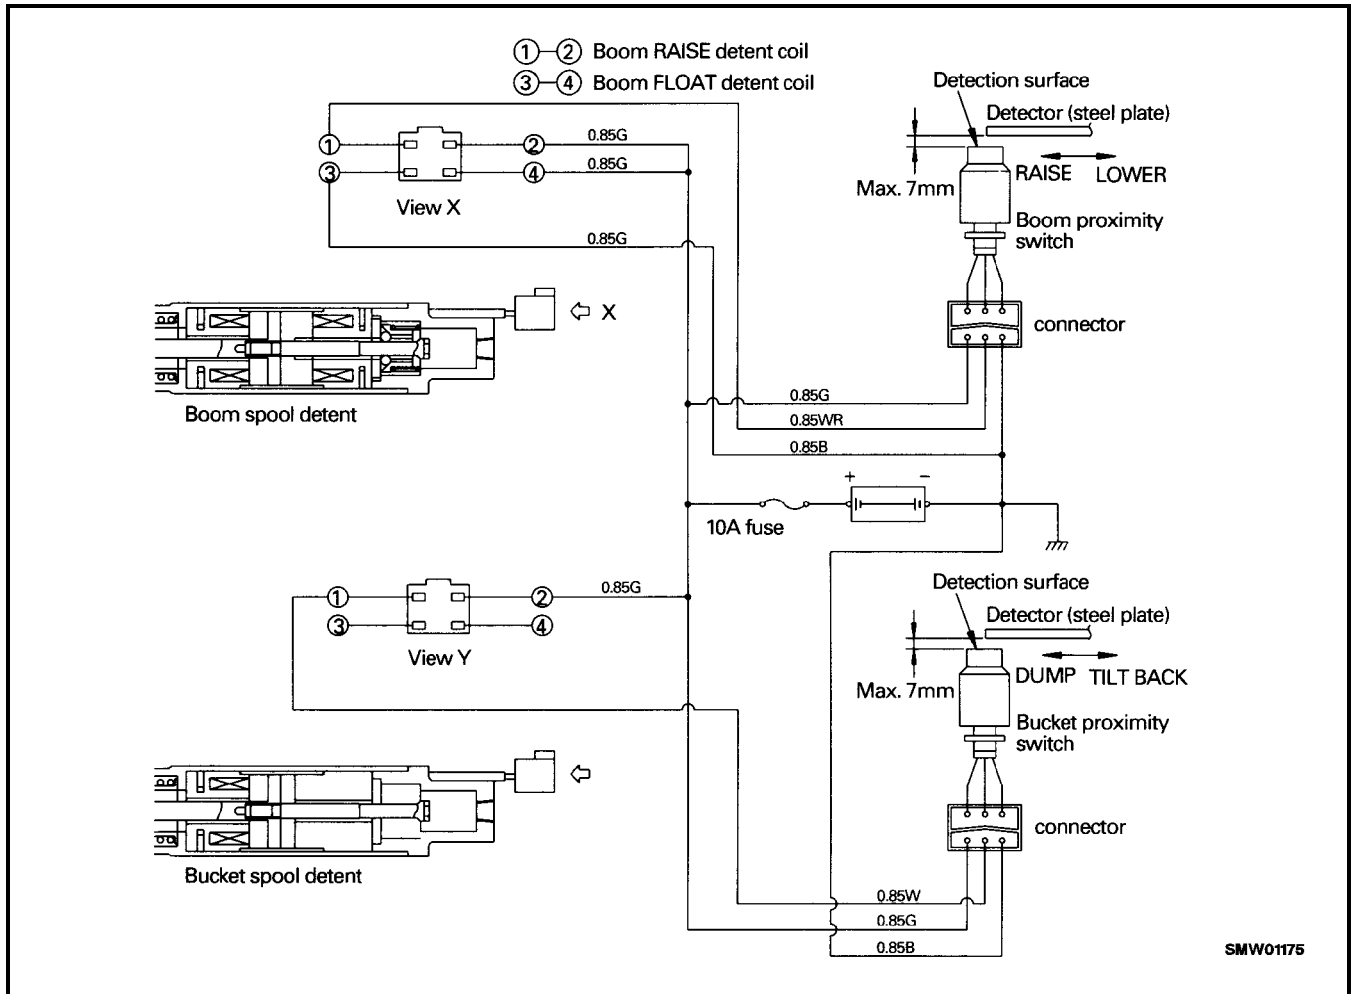 ①—② Boom RAISE detent coil
③—④ Boom FLOAT detent coil
Detection surface
Detector (steel plate)
① ② 0.85G
③ ④ 0.85G
View X
Max. 7mm
RAISE LOWER
Boom proximity
switch
0.85G
X
connector
Boom spool detent
0.85G
0.85WR
0.85B
+ −
10A fuse
Detection surface
Detector (steel plate)
① ② 0.85G
③ ④
View Y
Max. 7mm
DUMP TILT BACK
Bucket proximity
switch
connector
Bucket spool detent
0.85W
0.85G
0.85B
SMW01175